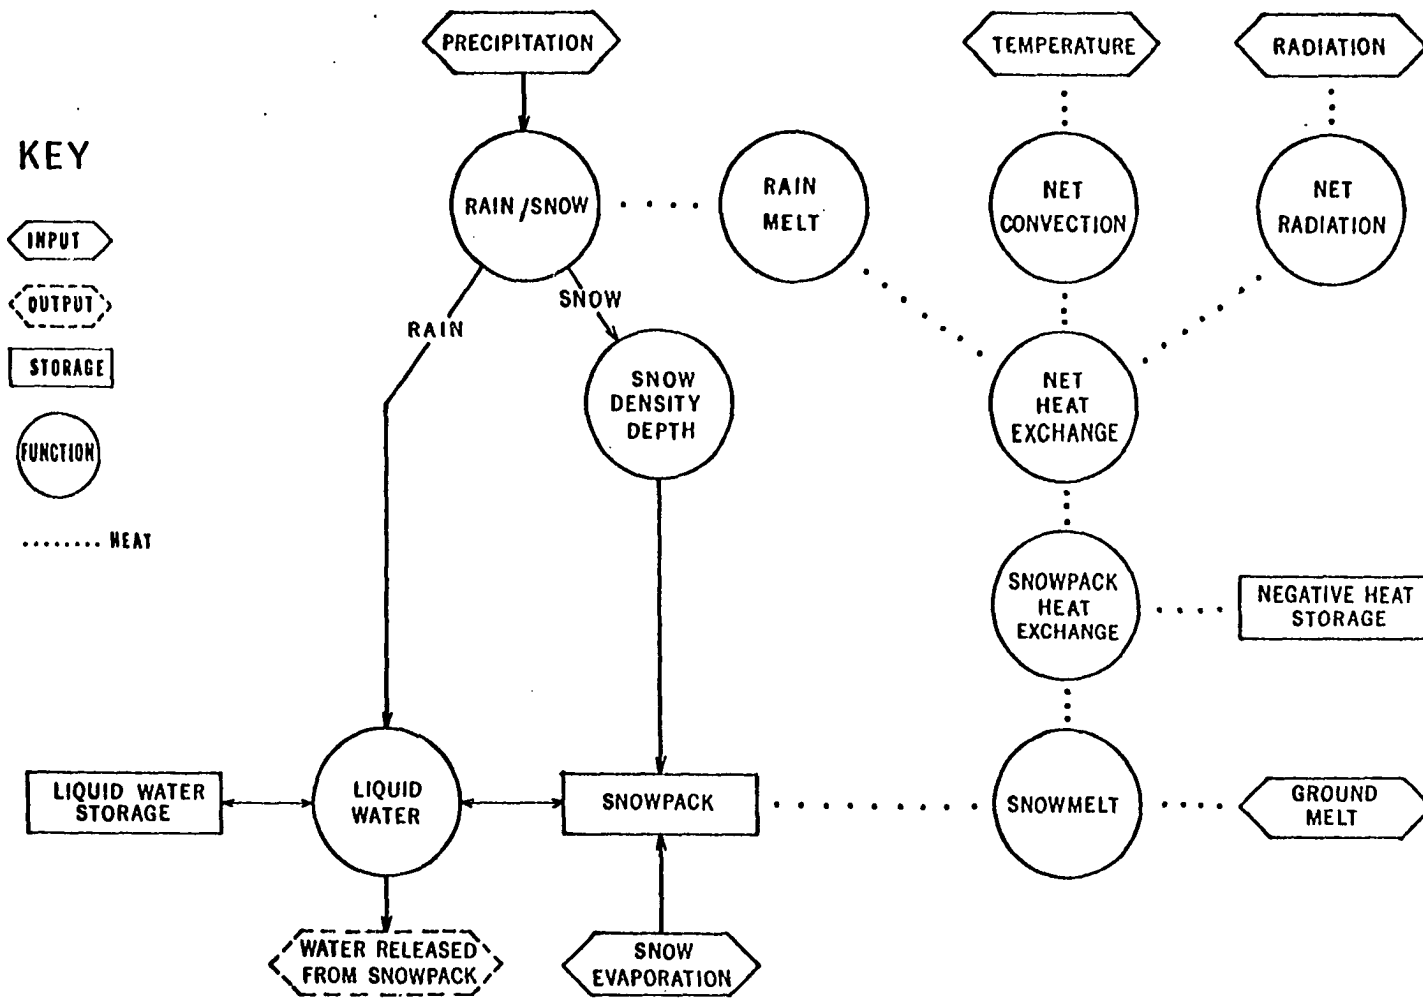 PRECIPITATION
TEMPERATURE
RADIATION
KEY
INPUT
OUTPUT
STORAGE
FUNCTION
HEAT
RAIN/SNOW
RAIN
MELT
NET
CONVECTION
NET
RADIATION
SNOW
RAIN
SNOW
DENSITY
DEPTH
NET
HEAT
EXCHANGE
SNOWPACK
HEAT
EXCHANGE
NEGATIVE HEAT
STORAGE
LIQUID WATER
STORAGE
LIQUID
WATER
SNOWPACK
SNOWMELT
GROUND
MELT
WATER RELEASED
FROM SNOWPACK
SNOW
EVAPORATION